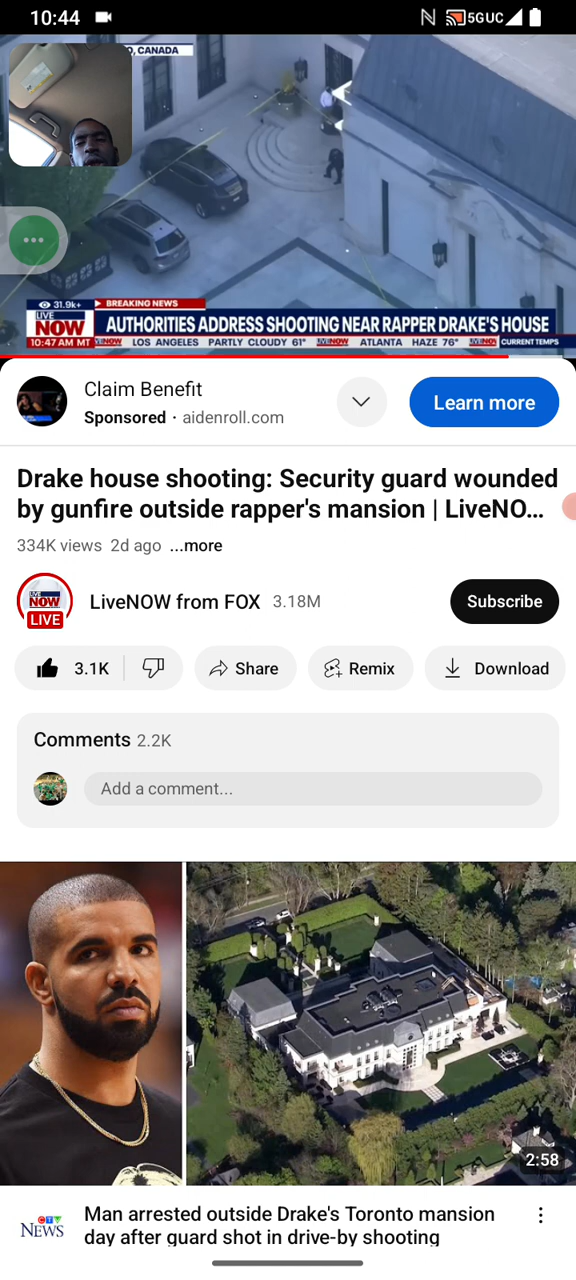 10:44
5GUC
O, CANADA
31.9k+
BREAKING NEWS
LIVE
NOW
AUTHORITIES ADDRESS SHOOTING NEAR RAPPER DRAKE'S HOUSE
10:47 AM MT
LOS ANGELES PARTLY CLOUDY 61° LIVENOW ATLANTA HAZE 76° CURRENT TEMPS
Claim Benefit
Sponsored · aidenroll.com
Learn more
Drake house shooting: Security guard wounded
by gunfire outside rapper's mansion | LiveNO...
334K views 2d ago ...more
LIVE
NOW
LIVE
LiveNOW from FOX 3.18M
Subscribe
3.1K
Share
Remix
Download
Comments 2.2K
Add a comment...
2:58
CTV
NEWS
Man arrested outside Drake's Toronto mansion
day after guard shot in drive-by shooting